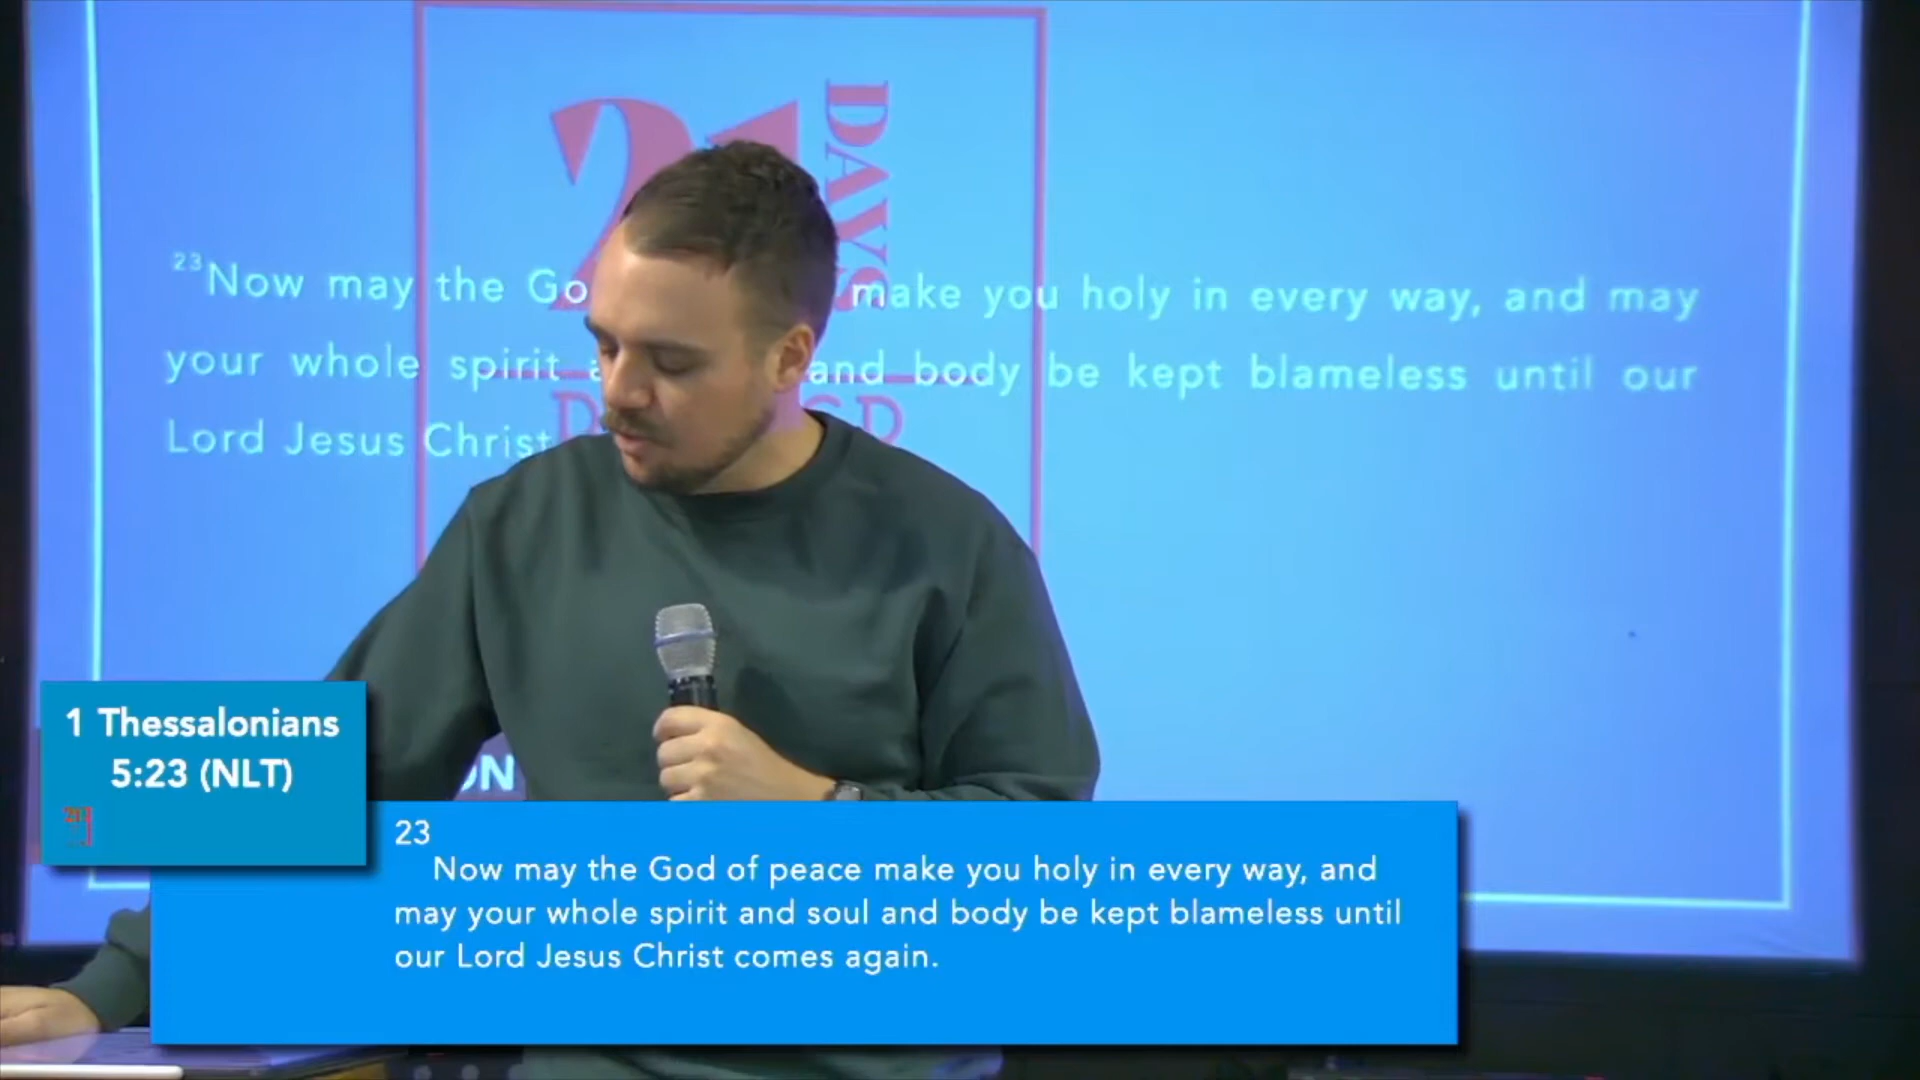 21
DAYS
23Now may the Go make you holy in every way, and may
your whole spirit and body be kept blameless until our
Lord Jesus Christ
ON
1 Thessalonians
5:23 (NLT)
23
Now may the God of peace make you holy in every way, and
may your whole spirit and soul and body be kept blameless until
our Lord Jesus Christ comes again.